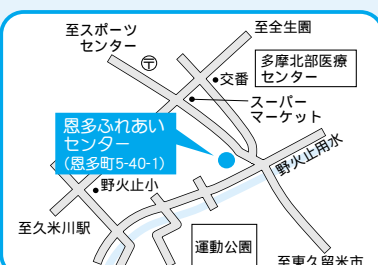 至スポーツ
センター
〒
至全生園
多摩北部医療
センター
交番
スーパー
マーケット
恩多ふれあい
センター
(恩多町5-40-1)
野火止用水
野火止小
至久米川駅
運動公園
至東久留米市